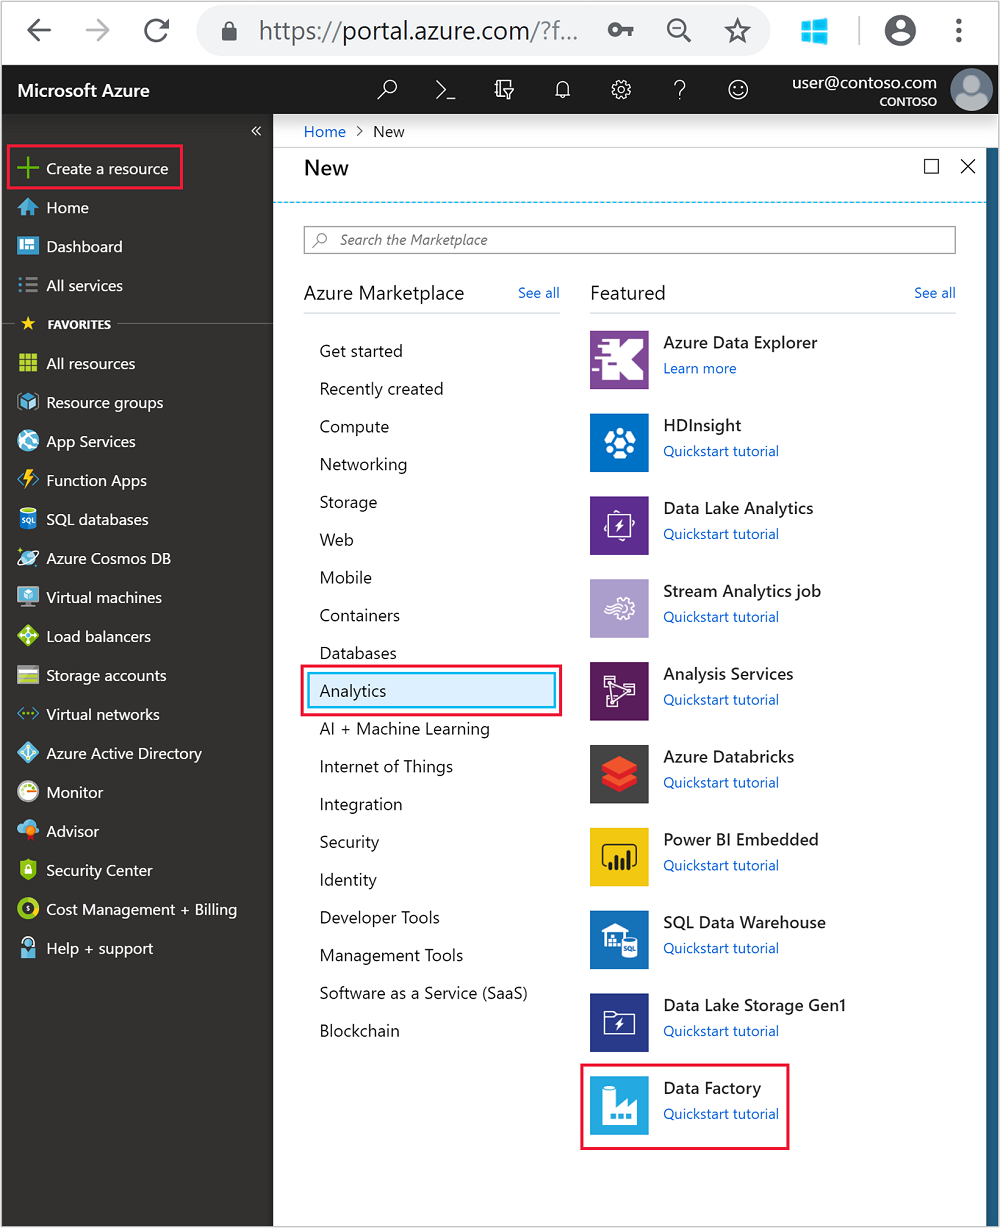 https://portal.azure.com/?f...
Microsoft Azure
user@contoso.com
CONTOSO
Create a resource
Home
Dashboard
All services
FAVORITES
All resources
Resource groups
App Services
Function Apps
SQL databases
Azure Cosmos DB
Virtual machines
Load balancers
Storage accounts
Virtual networks
Azure Active Directory
Monitor
Advisor
Security Center
Cost Management + Billing
Help + support
Home > New
New
Search the Marketplace
Azure Marketplace See all
Get started
Recently created
Compute
Networking
Storage
Web
Mobile
Containers
Databases
Analytics
AI + Machine Learning
Internet of Things
Integration
Security
Identity
Developer Tools
Management Tools
Software as a Service (SaaS)
Blockchain
Featured See all
Azure Data Explorer
Learn more
HDInsight
Quickstart tutorial
Data Lake Analytics
Quickstart tutorial
Stream Analytics job
Quickstart tutorial
Analysis Services
Quickstart tutorial
Azure Databricks
Quickstart tutorial
Power BI Embedded
Quickstart tutorial
SQL Data Warehouse
Quickstart tutorial
Data Lake Storage Gen1
Quickstart tutorial
Data Factory
Quickstart tutorial